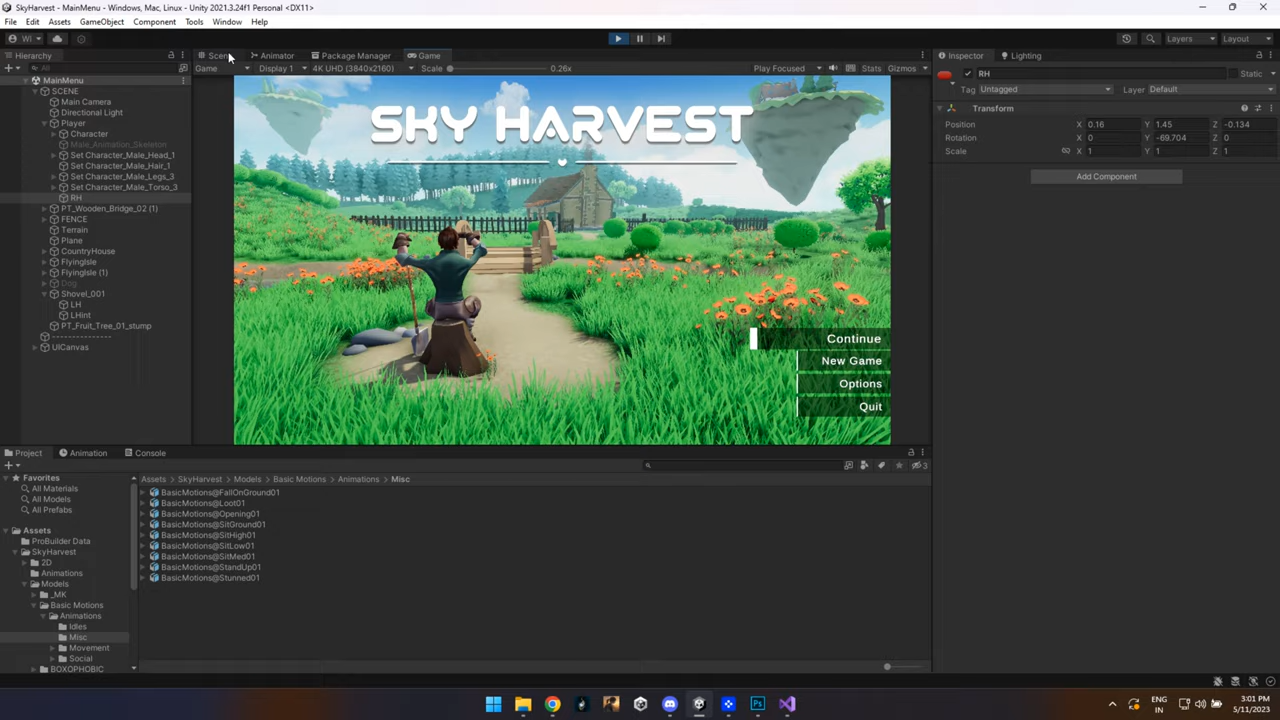 SkyHarvest - MainMenu - Windows, Mac, Linux - Unity 2021.3.24f1 Personal <DX11>
File Edit Assets GameObject Component Tools Window Help
WI Layers Layout
Hierarchy Scene Animator Package Manager Game Inspector Lighting
All Game Display 1 4K UHD (3840x2160) Scale 0.26x Play Focused Stats Gizmos
RH Static
Tag Untagged Layer Default
Transform
Position X 0.16 Y 1.45 Z -0.134
Rotation X 0 Y -69.704 Z 0
Scale X 1 Y 1 Z 1
Add Component
MainMenu
SCENE
Main Camera
Directional Light
Player
Character
Male_Animation_Skeleton
Set Character_Male_Head_1
Set Character_Male_Hair_1
Set Character_Male_Legs_3
Set Character_Male_Torso_3
RH
PT_Wooden_Bridge_02 (1)
FENCE
Terrain
Plane
CountryHouse
FlyingIsle
FlyingIsle (1)
Dog
Shovel_001
LH
LHint
PT_Fruit_Tree_01_stump
---------------
UICanvas
SKY HARVEST
Continue
New Game
Options
Quit
Project Animation Console
3
Favorites
All Materials
All Models
All Prefabs
Assets
ProBuilder Data
SkyHarvest
2D
Animations
Models
_MK
Basic Motions
Animations
Idles
Misc
Movement
Social
BOXOPHOBIC
Assets SkyHarvest Models Basic Motions Animations Misc
BasicMotions@FallOnGround01
BasicMotions@Loot01
BasicMotions@Opening01
BasicMotions@SitGround01
BasicMotions@SitHigh01
BasicMotions@SitLow01
BasicMotions@SitMed01
BasicMotions@StandUp01
BasicMotions@Stunned01
ENG
IN
3:01 PM
5/11/2023